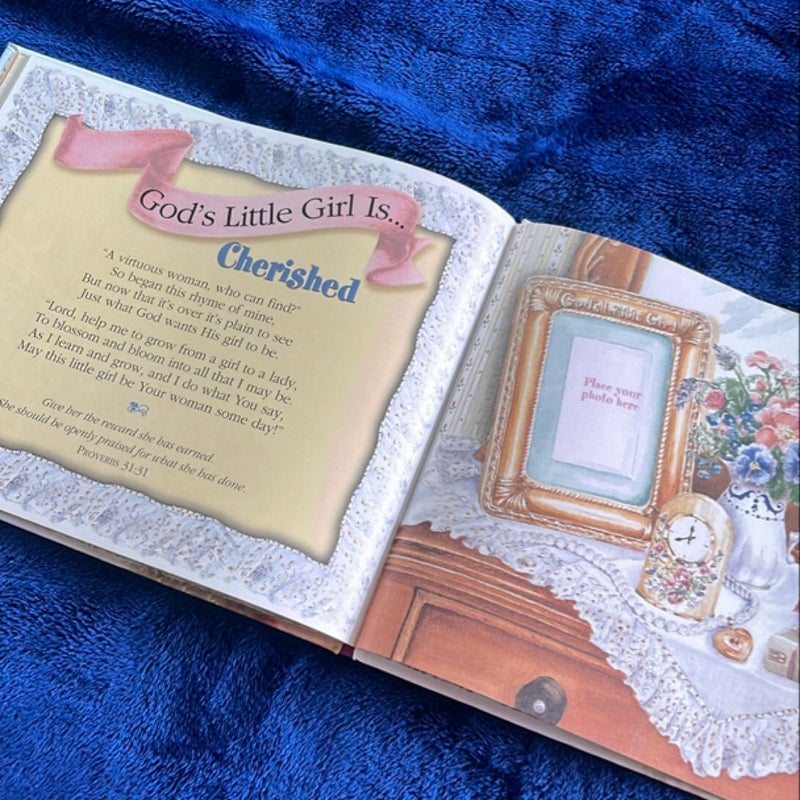 God's Little Girl Is...
Cherished
"A virtuous woman, who can find?"
So began this rhyme of mine,
But now that it's over it's plain to see
Just what God wants His girl to be.
"Lord, help me to grow from a girl to a lady,
To blossom and bloom into all that I may be.
As I learn and grow, and I do what You say,
May this little girl be Your woman some day!"
Give her the reward she has earned.
She should be openly praised for what she has done.
Proverbs 31:31
God's Little Girl
Place your
photo here